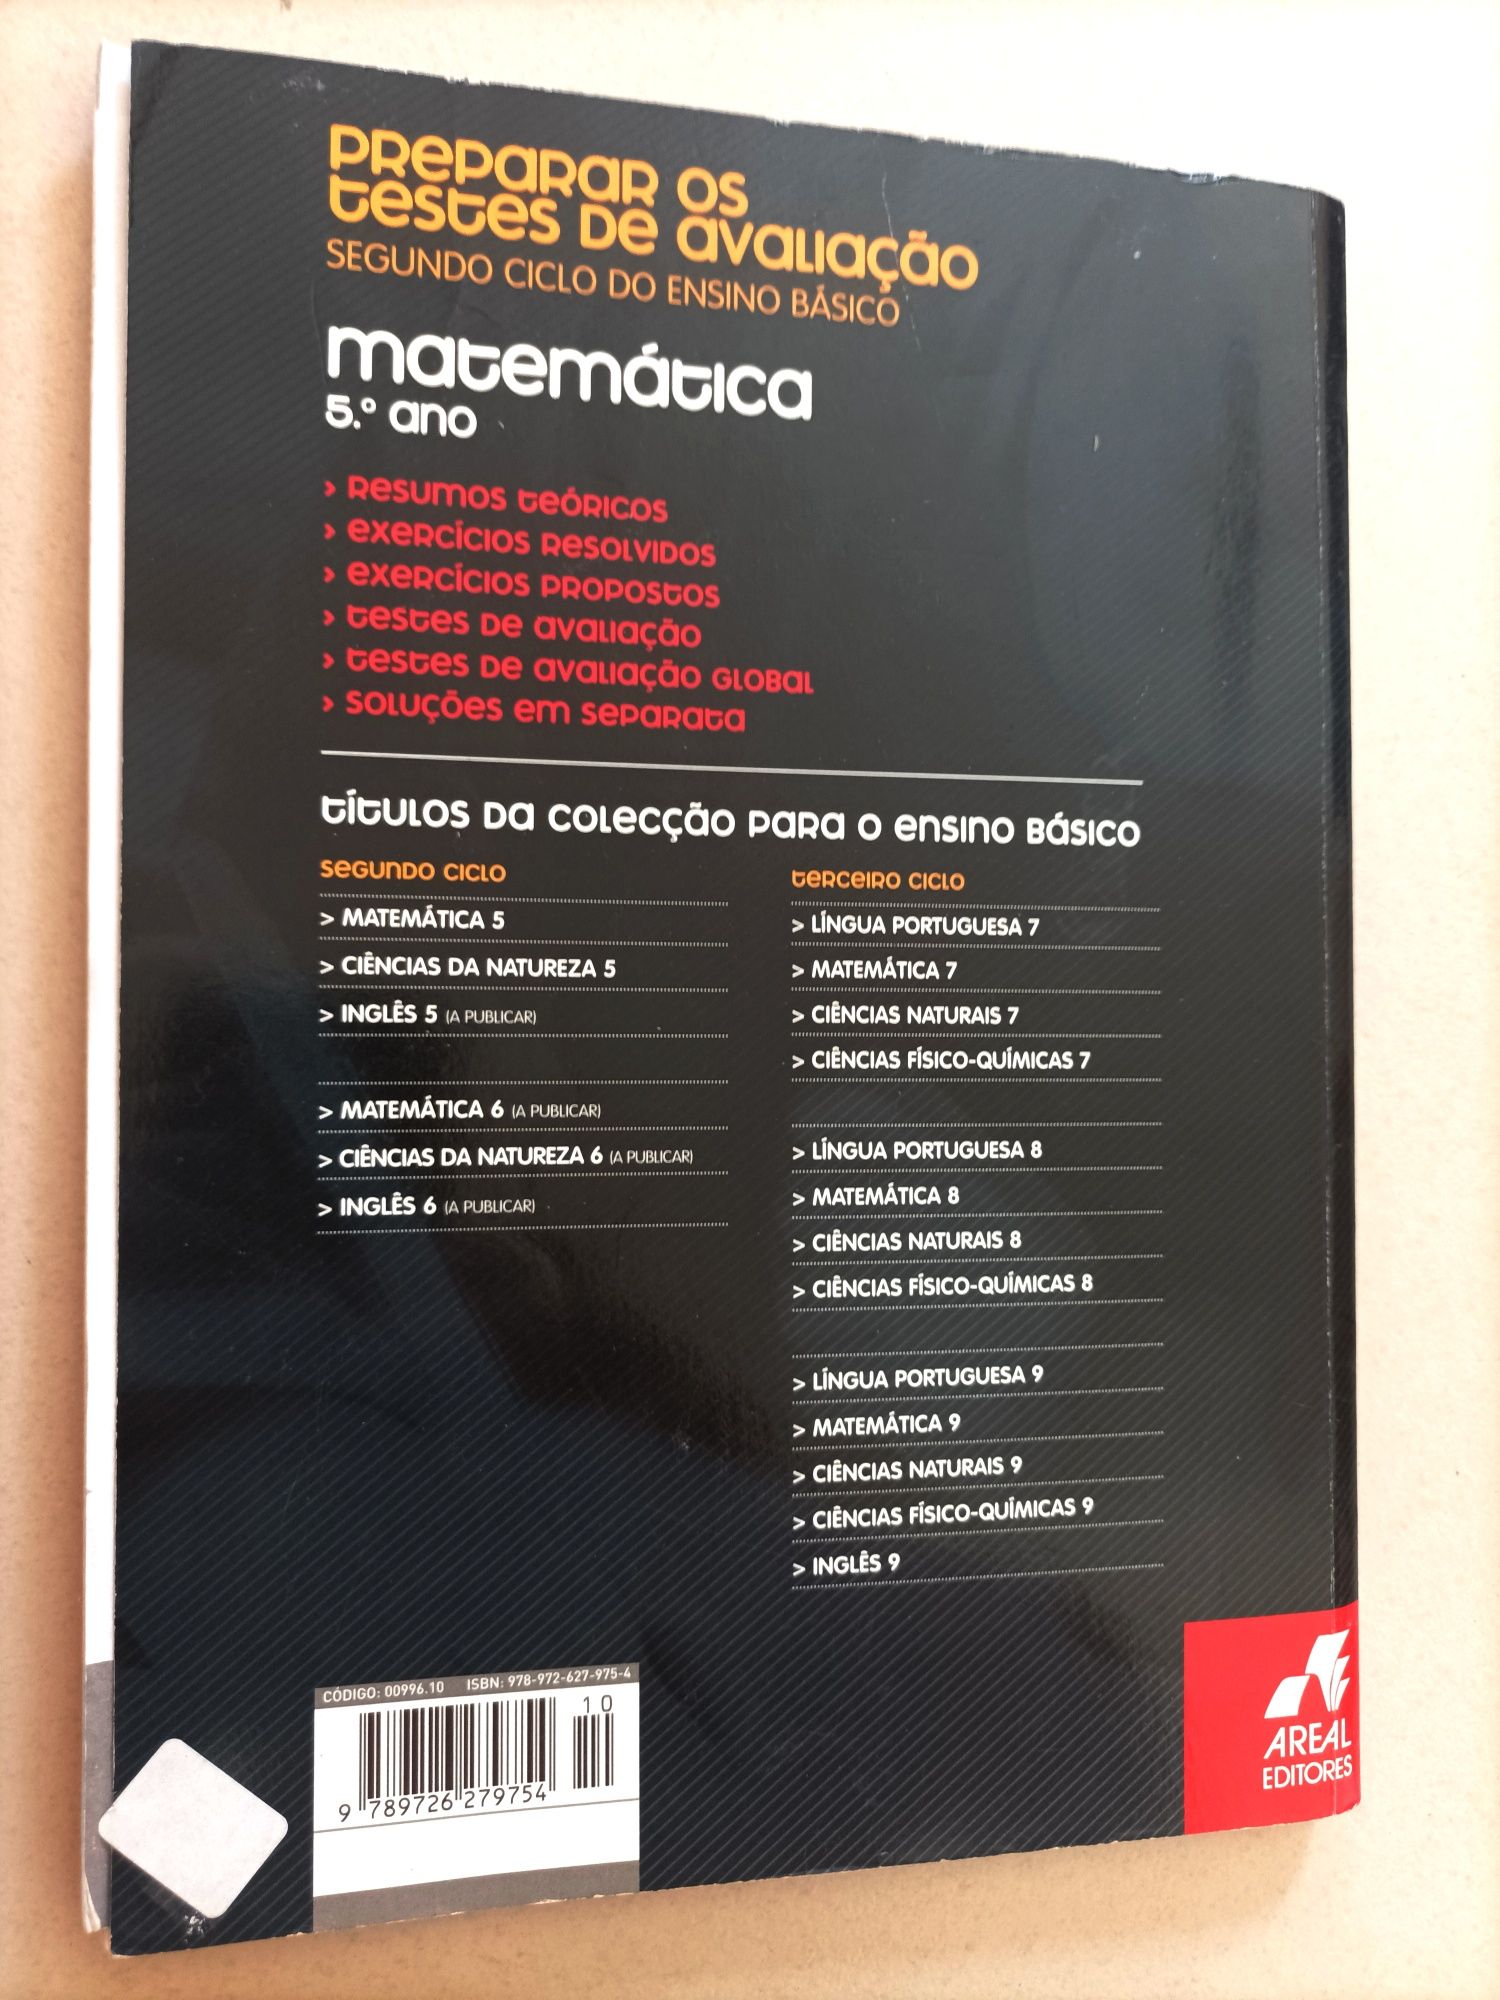 Preparar os
testes de avaliação
SEGUNDO CICLO DO ENSINO BÁSICO
matemática
5.º ano
> resumos teóricos
> exercícios resolvidos
> exercícios propostos
> testes de avaliação
> testes de avaliação global
> soluções em separata
títulos da colecção para o ensino básico
segundo ciclo
> MATEMÁTICA 5
> CIÊNCIAS DA NATUREZA 5
> INGLÊS 5 (A PUBLICAR)
> MATEMÁTICA 6 (A PUBLICAR)
> CIÊNCIAS DA NATUREZA 6 (A PUBLICAR)
> INGLÊS 6 (A PUBLICAR)
terceiro ciclo
> LÍNGUA PORTUGUESA 7
> MATEMÁTICA 7
> CIÊNCIAS NATURAIS 7
> CIÊNCIAS FÍSICO-QUÍMICAS 7
> LÍNGUA PORTUGUESA 8
> MATEMÁTICA 8
> CIÊNCIAS NATURAIS 8
> CIÊNCIAS FÍSICO-QUÍMICAS 8
> LÍNGUA PORTUGUESA 9
> MATEMÁTICA 9
> CIÊNCIAS NATURAIS 9
> CIÊNCIAS FÍSICO-QUÍMICAS 9
> INGLÊS 9
CÓDIGO: 00996.10 ISBN: 978-972-627-975-4
10
9 789726 279754
AREAL
EDITORES